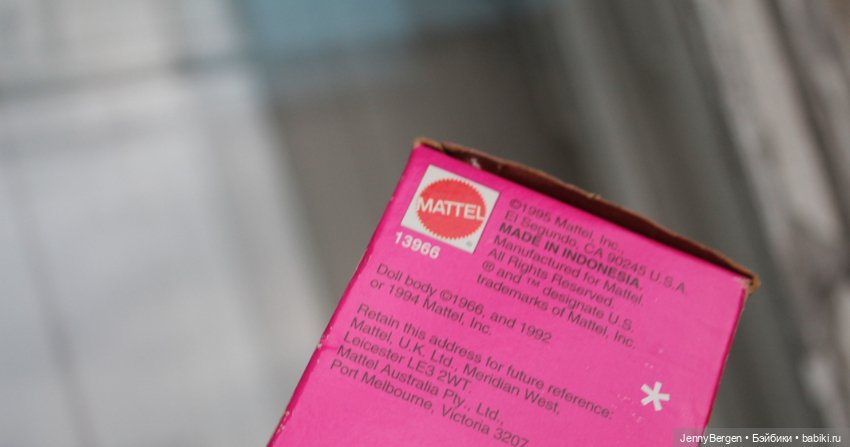 MATTEL
13966
©1995 Mattel, Inc.,
El Segundo, CA 90245 U.S.A.
MADE IN INDONESIA.
Manufactured for Mattel.
All Rights Reserved.
® and ™ designate U.S.
trademarks of Mattel, Inc.
Doll body ©1966, and 1992
or 1994 Mattel, Inc.
Retain this address for future reference:
Mattel, U.K. Ltd., Meridian West,
Leicester LE3 2WT.
Mattel Australia Pty., Ltd.,
Port Melbourne, Victoria 3207
*
JennyBergen • Бэйбики • babiki.ru